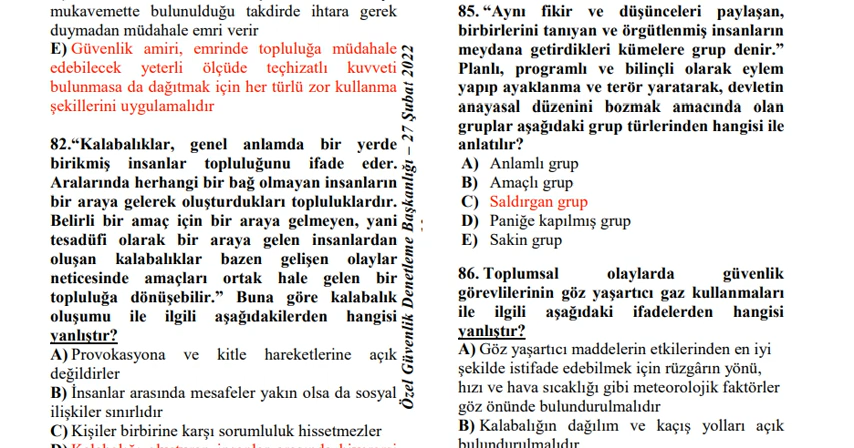 mukavemette bulunulduğu takdirde ihtara gerek
duymadan müdahale emri verir
E) Güvenlik amiri, emrinde topluluğa müdahale
edebilecek yeterli ölçüde teçhizatlı kuvveti
bulunmasa da dağıtmak için her türlü zor kullanma
şekillerini uygulamalıdır
82.“Kalabalıklar, genel anlamda bir yerde
birikmiş insanlar topluluğunu ifade eder.
Aralarında herhangi bir bağ olmayan insanların
bir araya gelerek oluşturdukları topluluklardır.
Belirli bir amaç için bir araya gelmeyen, yani
tesadüfi olarak bir araya gelen insanlardan
oluşan kalabalıklar bazen gelişen olaylar
neticesinde amaçları ortak hale gelen bir
topluluğa dönüşebilir.” Buna göre kalabalık
oluşumu ile ilgili aşağıdakilerden hangisi
yanlıştır?
A) Provokasyona ve kitle hareketlerine açık
değildirler
B) İnsanlar arasında mesafeler yakın olsa da sosyal
ilişkiler sınırlıdır
C) Kişiler birbirine karşı sorumluluk hissetmezler
Özel Güvenlik Denetleme Başkanlığı – 27 Şubat 2022
85. “Aynı fikir ve düşünceleri paylaşan,
birbirlerini tanıyan ve örgütlenmiş insanların
meydana getirdikleri kümelere grup denir.”
Planlı, programlı ve bilinçli olarak eylem
yapıp ayaklanma ve terör yaratarak, devletin
anayasal düzenini bozmak amacında olan
gruplar aşağıdaki grup türlerinden hangisi ile
anlatılır?
A) Anlamlı grup
B) Amaçlı grup
C) Saldırgan grup
D) Paniğe kapılmış grup
E) Sakin grup
86. Toplumsal olaylarda güvenlik
görevlilerinin göz yaşartıcı gaz kullanmaları
ile ilgili aşağıdaki ifadelerden hangisi
yanlıştır?
A) Göz yaşartıcı maddelerin etkilerinden en iyi
şekilde istifade edebilmek için rüzgârın yönü,
hızı ve hava sıcaklığı gibi meteorolojik faktörler
göz önünde bulundurulmalıdır
B) Kalabalığın dağılım ve kaçış yolları açık
bulundurulmalıdır